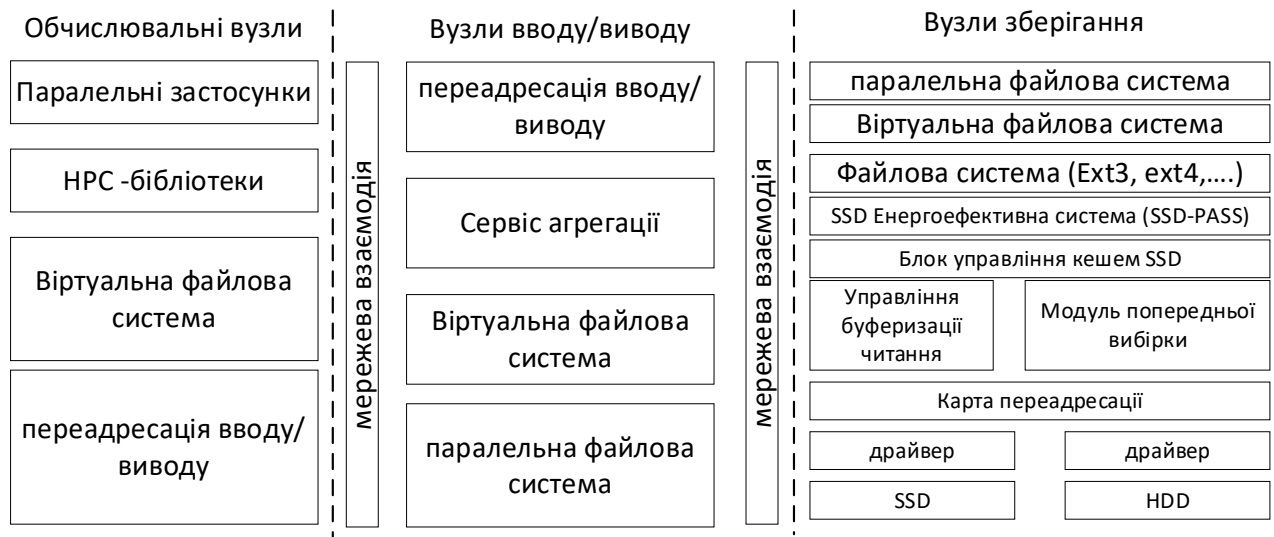 Обчислювальні вузли
Паралельні застосунки
НРС -бібліотеки
Віртуальна файлова
система
переадресація вводу/
виводу
мережева взаємодія
Вузли вводу/виводу
переадресація вводу/
виводу
Сервіс агрегації
Віртуальна файлова
система
паралельна файлова
система
мережева взаємодія
Вузли зберігання
паралельна файлова система
Віртуальна файлова система
Файлова система (Ext3, ext4,....)
SSD Енергоефективна система (SSD-PASS)
Блок управління кешем SSD
Управління
буферизації
читання
Модуль попередньої
вибірки
Карта переадресації
драйвер
драйвер
SSD
HDD